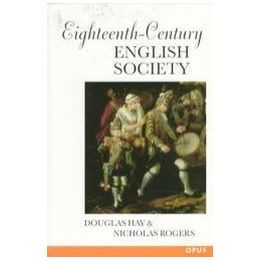 Eighteenth-Century
ENGLISH
SOCIETY
DOUGLAS HAY &
NICHOLAS ROGERS
OPUS